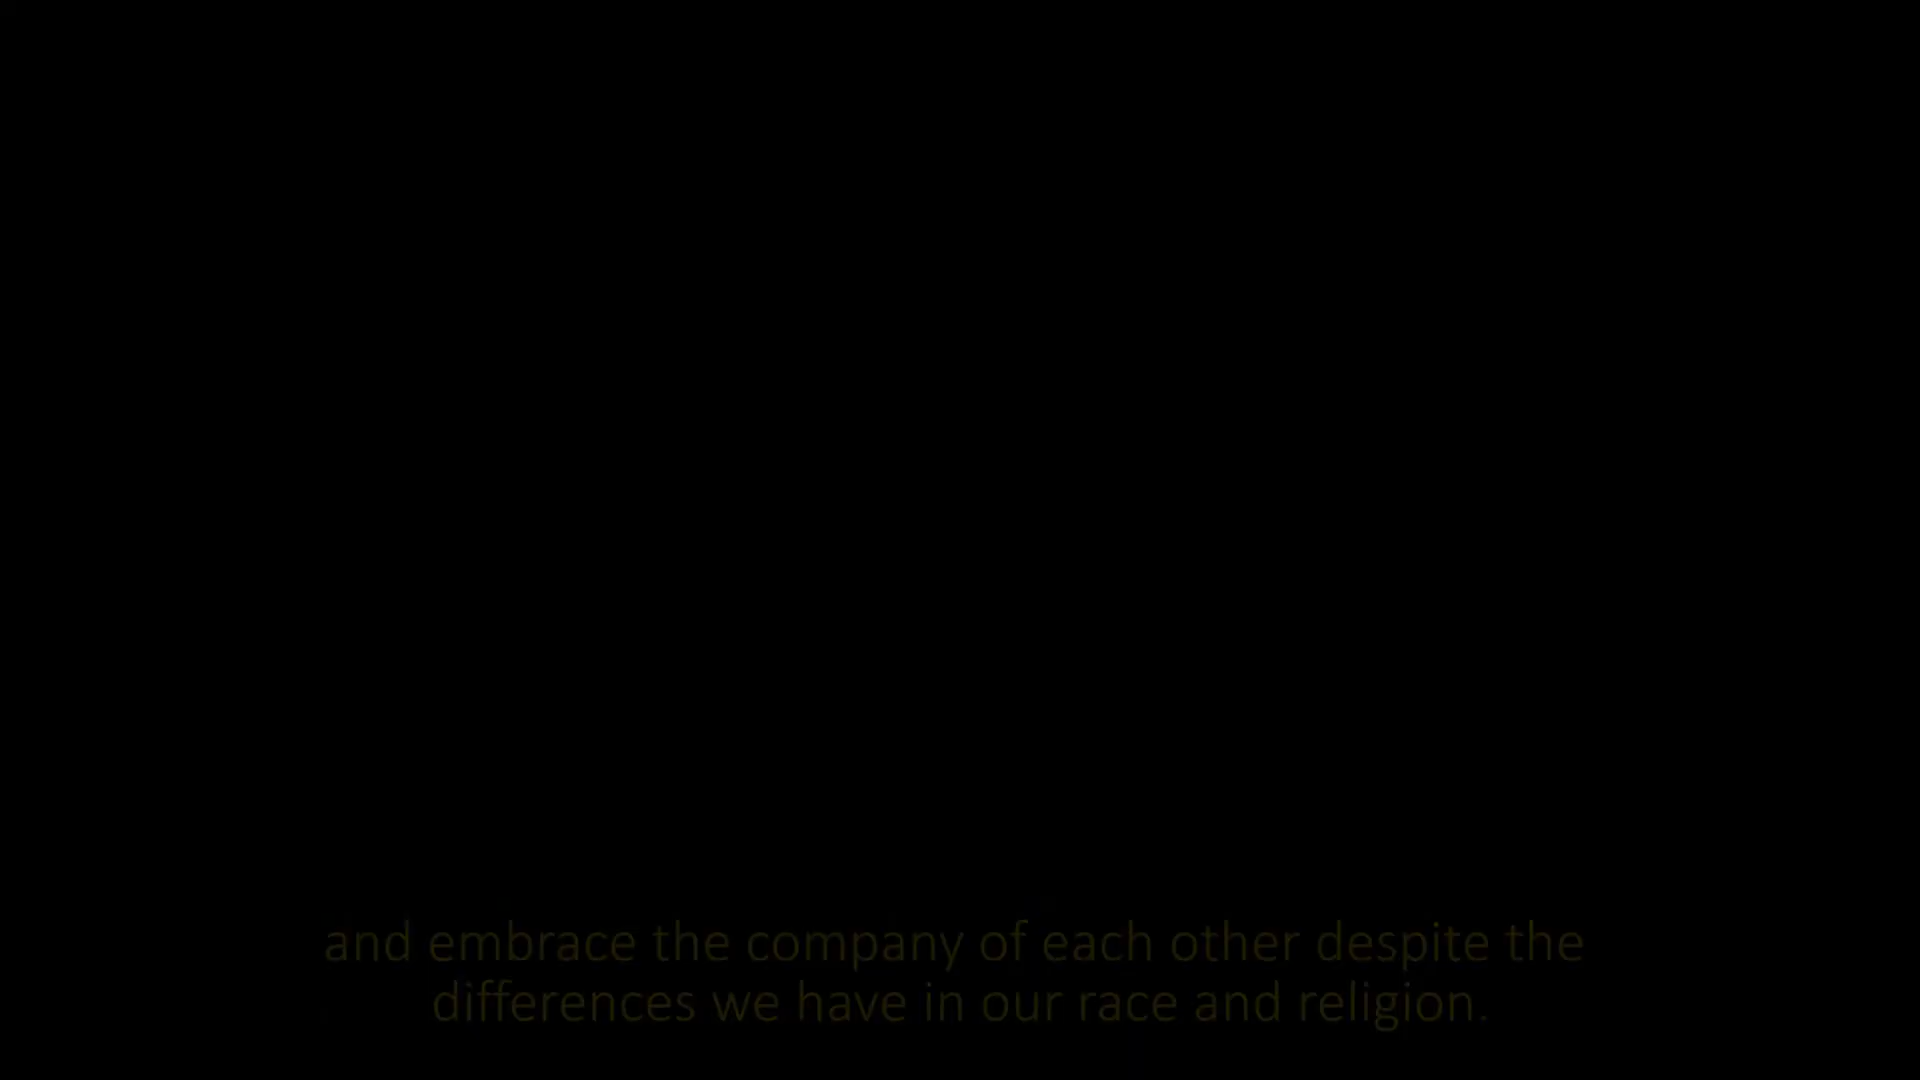 and embrace the company of each other despite the
differences we have in our race and religion.